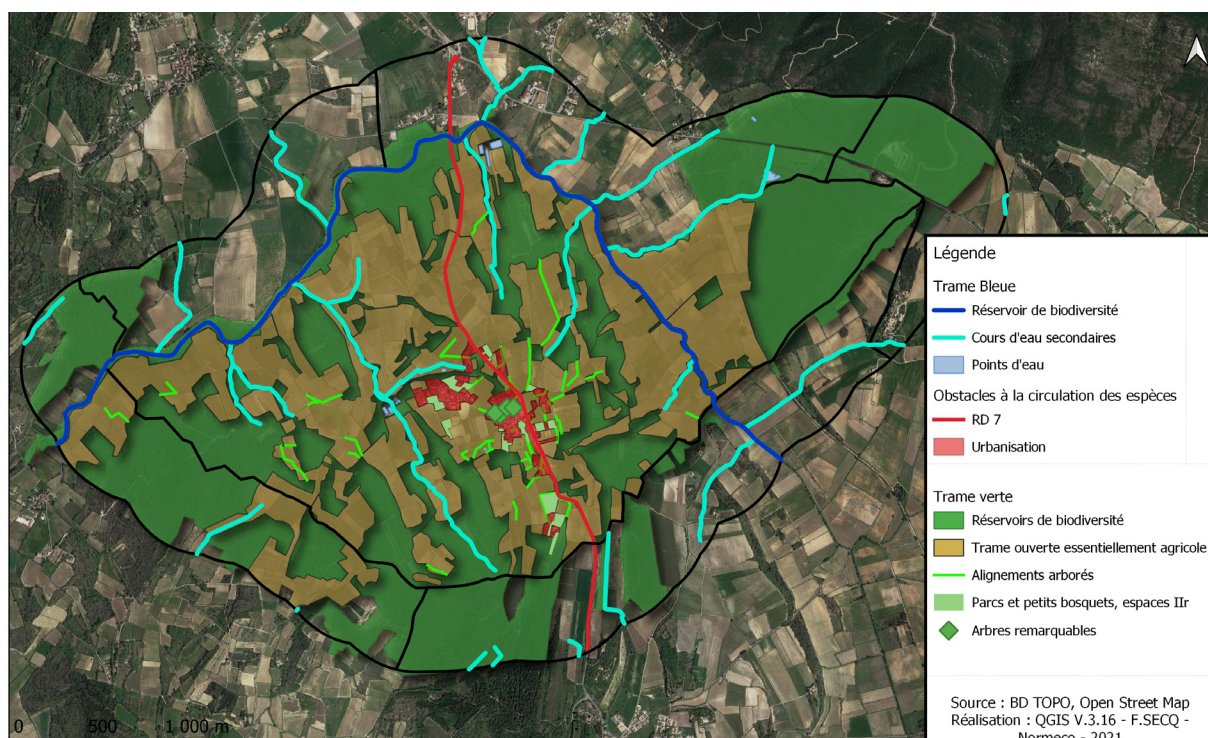 Légende
Trame Bleue
Réservoir de biodiversité
Cours d'eau secondaires
Points d'eau
Obstacles à la circulation des espèces
RD 7
Urbanisation
Trame verte
Réservoirs de biodiversité
Trame ouverte essentiellement agricole
Alignements arborés
Parcs et petits bosquets, espaces IIr
Arbres remarquables
Source : BD TOPO, Open Street Map
Réalisation : QGIS V.3.16 - F.SECQ -
Normeco - 2021
0 500 1 000 m